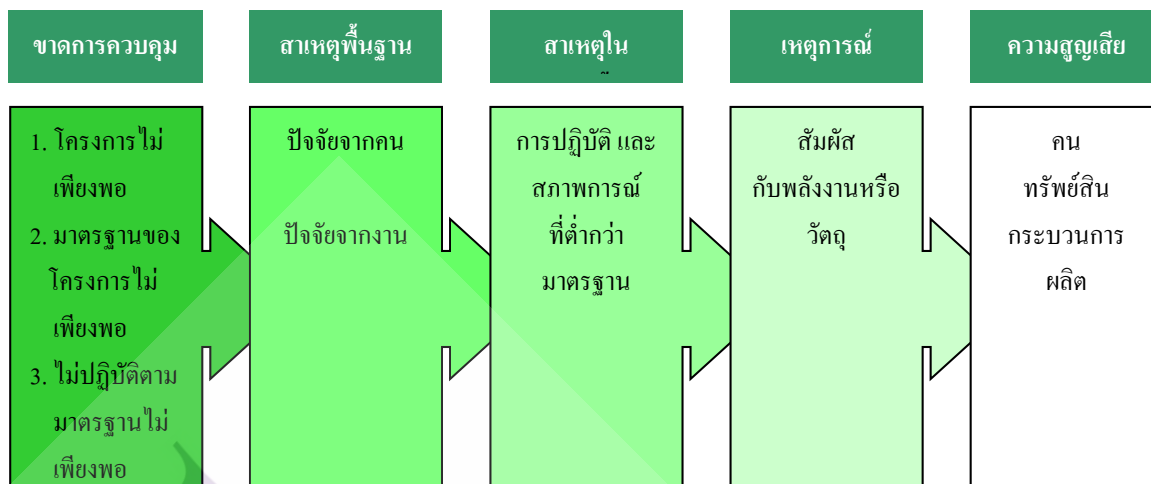 ขาดการควบคุม
สาเหตุพื้นฐาน
สาเหตุใน
เหตุการณ์
ความสูญเสีย
1. โครงการไม่
เพียงพอ
2. มาตรฐานของ
โครงการไม่
เพียงพอ
3. ไม่ปฏิบัติตาม
มาตรฐานไม่
เพียงพอ
ปัจจัยจากคน
ปัจจัยจากงาน
การปฏิบัติ และ
สภาพการณ์
ที่ต่ำกว่า
มาตรฐาน
สัมผัส
กับพลังงานหรือ
วัตถุ
คน
ทรัพย์สิน
กระบวนการ
ผลิต